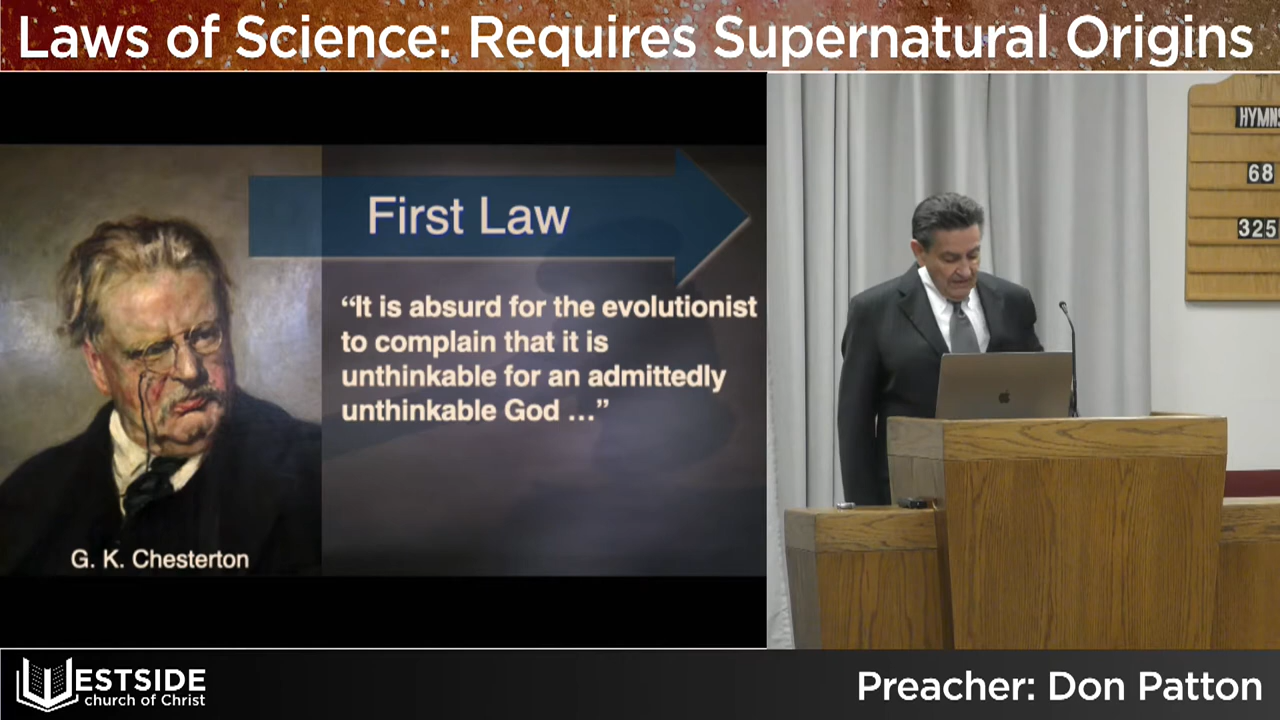 Laws of Science: Requires Supernatural Origins
First Law
“It is absurd for the evolutionist
to complain that it is
unthinkable for an admittedly
unthinkable God ...”
G. K. Chesterton
HYMNS
68
325
WESTSIDE
church of Christ
Preacher: Don Patton